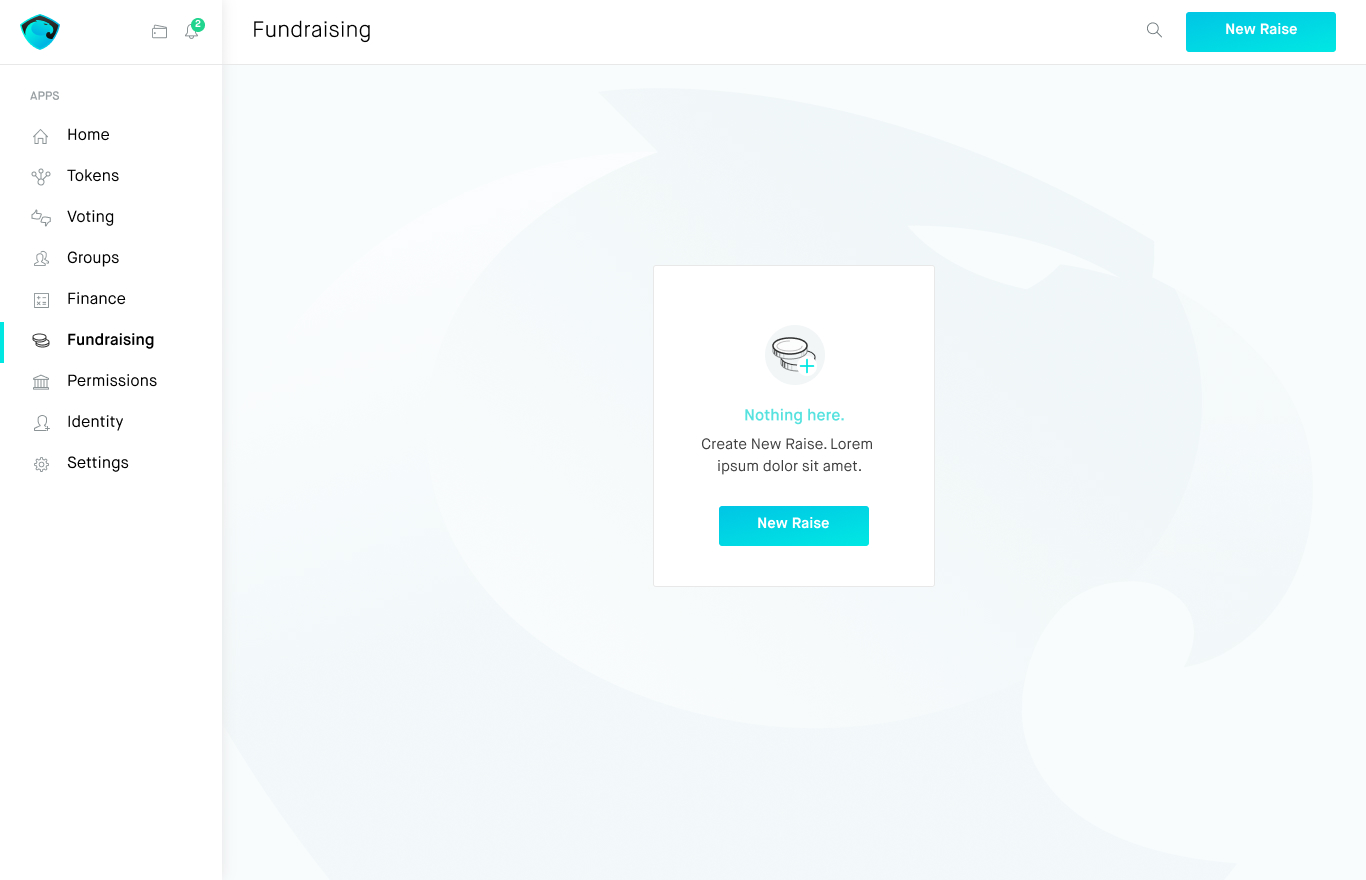 2
Fundraising
New Raise
APPS
Home
Tokens
Voting
Groups
Finance
Fundraising
Permissions
Identity
Settings
Nothing here.
Create New Raise. Lorem
ipsum dolor sit amet.
New Raise